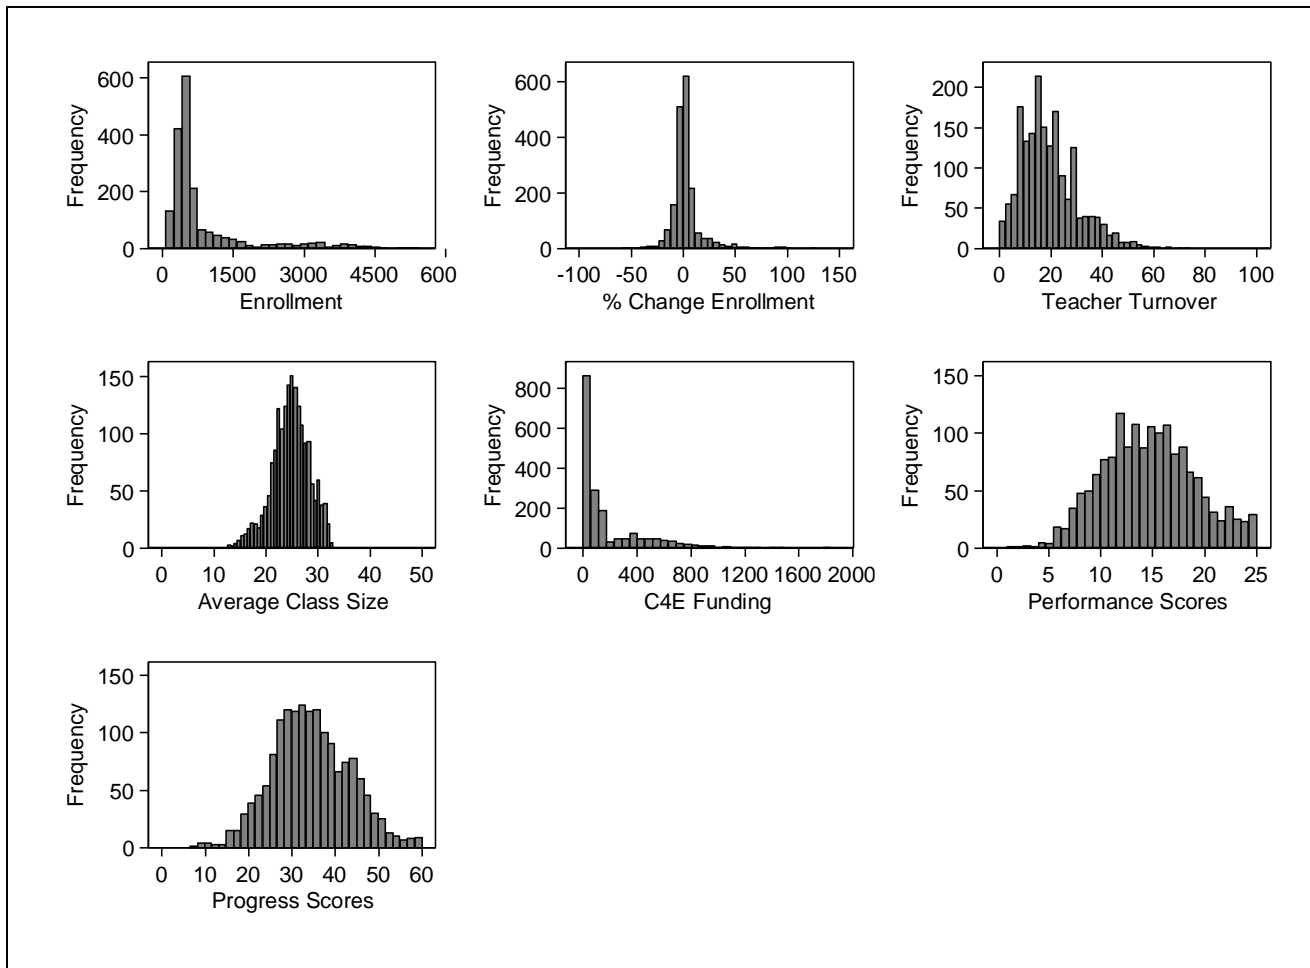 Frequency
600
400
200
0
0 1500 3000 4500 600
Enrollment
Frequency
600
400
200
0
-100 -50 0 50 100 150
% Change Enrollment
Frequency
200
150
100
50
0
0 20 40 60 80 100
Teacher Turnover
Frequency
150
100
50
0
0 10 20 30 40 50
Average Class Size
Frequency
800
600
400
200
0
0 400 800 1200 1600 2000
C4E Funding
Frequency
150
100
50
0
0 5 10 15 20 25
Performance Scores
Frequency
150
100
50
0
0 10 20 30 40 50 60
Progress Scores